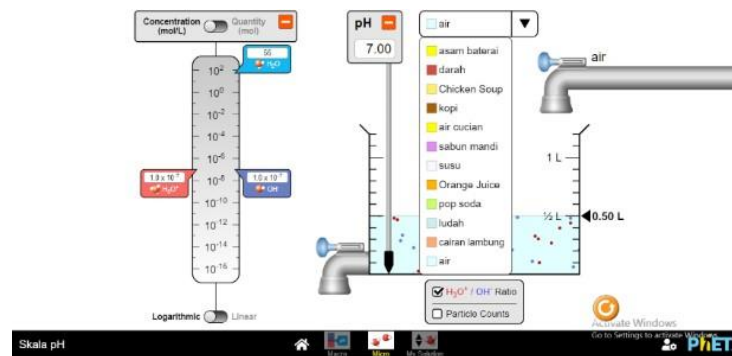 Concentration (mol/L)
Quantity (mol)
55
H₂O
10²
10⁰
10⁻²
10⁻⁴
10⁻⁶
10⁻⁸
10⁻¹⁰
10⁻¹²
10⁻¹⁴
10⁻¹⁶
1.0 x 10⁻⁷
H₃O⁺
1.0 x 10⁻⁷
OH⁻
Logarithmic
Linear
pH
7.00
air
asam baterai
darah
Chicken Soup
kopi
air cucian
sabun mandi
susu
Orange Juice
pop soda
ludah
cairan lambung
air
air
1 L
½ L
0.50 L
H₃O⁺ / OH⁻ Ratio
Particle Counts
Activate Windows
Go to Settings to activate Windows.
Skala pH
Macro
Micro
My Solution
PhET